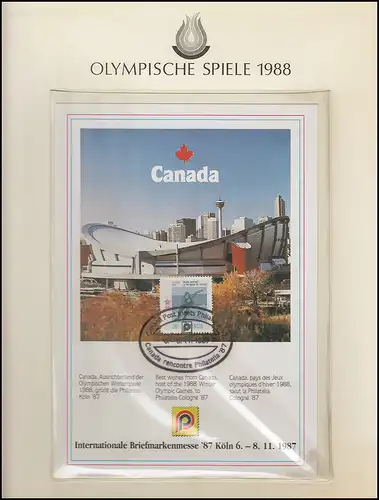 OLYMPISCHE SPIELE 1988
Canada
Canada rencontre Philatelia '87
Canada, Ausrichterland der
Olympischen Winterspiele
1988, grüßt die Philatelia
Köln '87
Best wishes from Canada,
host of the 1988 Winter
Olympic Games, to
Philatelia Cologne '87
Canada, pays des Jeux
olympiques d'hiver 1988,
salut la Philatelia
Cologne '87
Internationale Briefmarkenmesse '87 Köln 6. – 8. 11. 1987